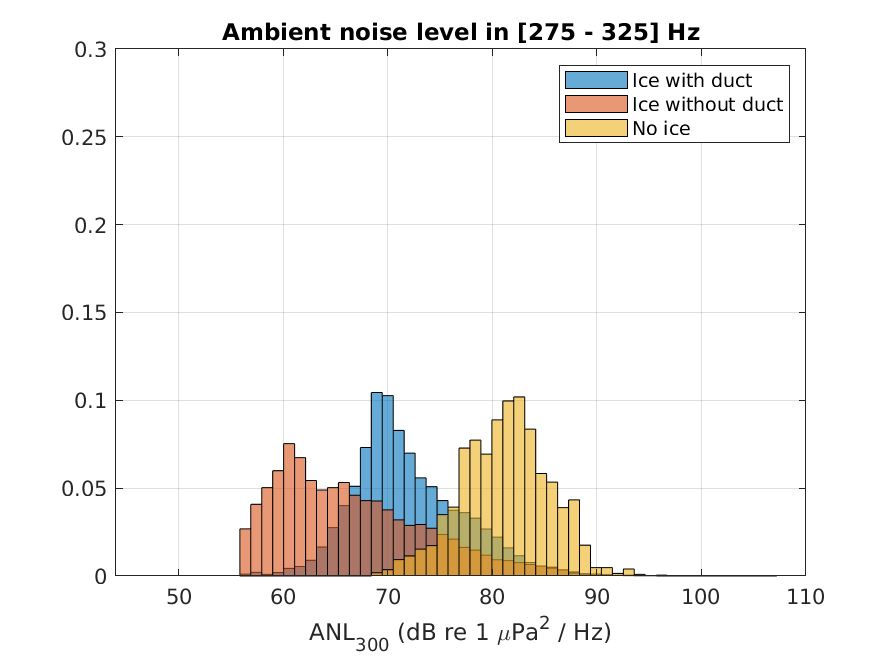 Ambient noise level in [275 - 325] Hz
0.3
0.25
0.2
0.15
0.1
0.05
0
Ice with duct
Ice without duct
No ice
50 60 70 80 90 100 110
ANL300 (dB re 1 μPa2 / Hz)